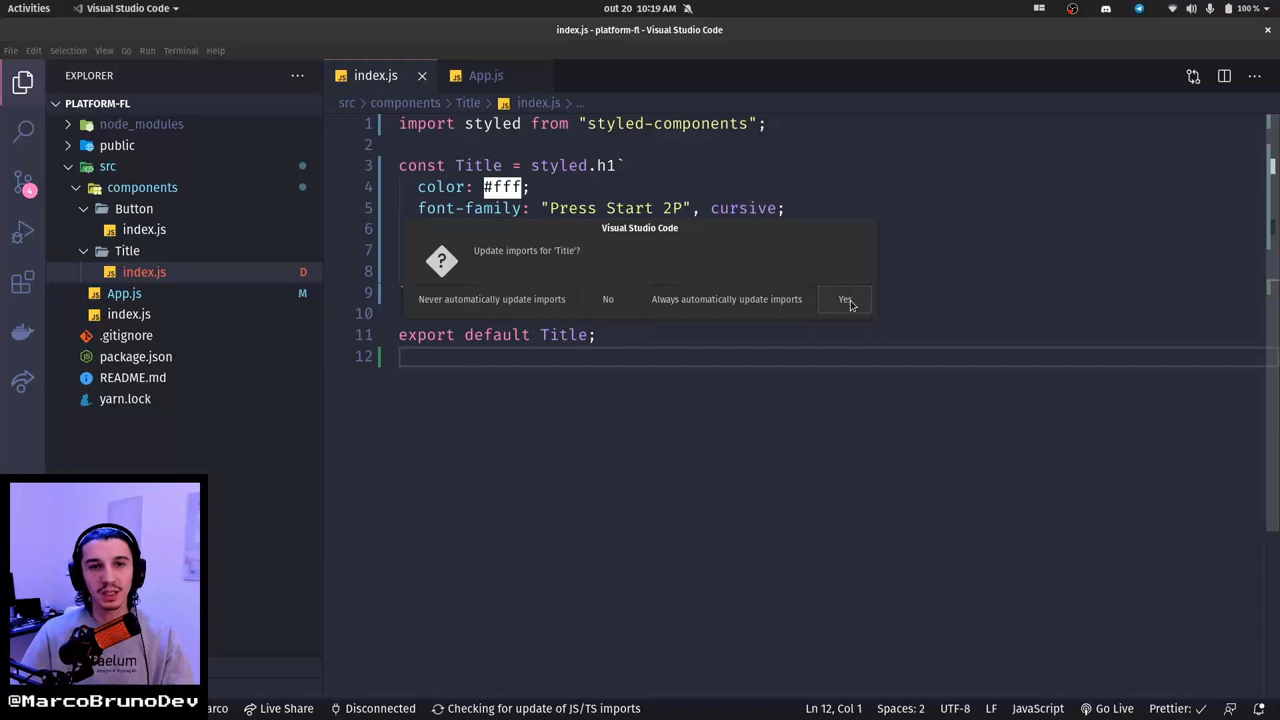 Activities
Visual Studio Code
out 20 10:19 AM
100 %
index.js - platform-fl - Visual Studio Code
File Edit Selection View Go Run Terminal Help
EXPLORER
index.js
App.js
PLATFORM-FL
src > components > Title > index.js > ...
node_modules
public
src
components
Button
index.js
Title
index.js D
App.js M
index.js
.gitignore
package.json
README.md
yarn.lock
4
1 import styled from "styled-components";
2
3 const Title = styled.h1`
4 color: #fff;
5 font-family: "Press Start 2P", cursive;
6
7
8
9
10
11 export default Title;
12
Visual Studio Code
Update imports for 'Title'?
Never automatically update imports
No
Always automatically update imports
Yes
aelum
@MarcoBrunoDev
arco
Live Share
Disconnected
Checking for update of JS/TS imports
Ln 12, Col 1
Spaces: 2
UTF-8
LF
JavaScript
Go Live
Prettier: ✓